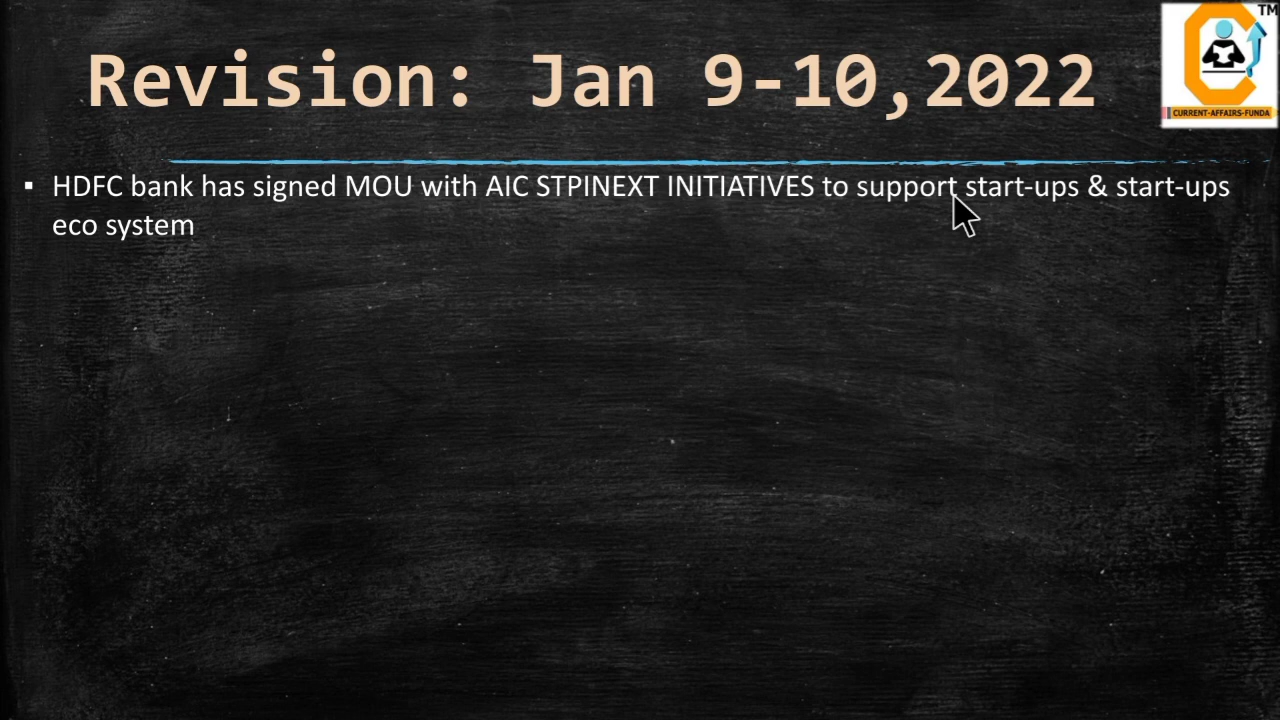 TM
Revision: Jan 9-10,2022
CURRENT-AFFAIRS-FUNDA
▪ HDFC bank has signed MOU with AIC STPINEXT INITIATIVES to support start-ups & start-ups
eco system